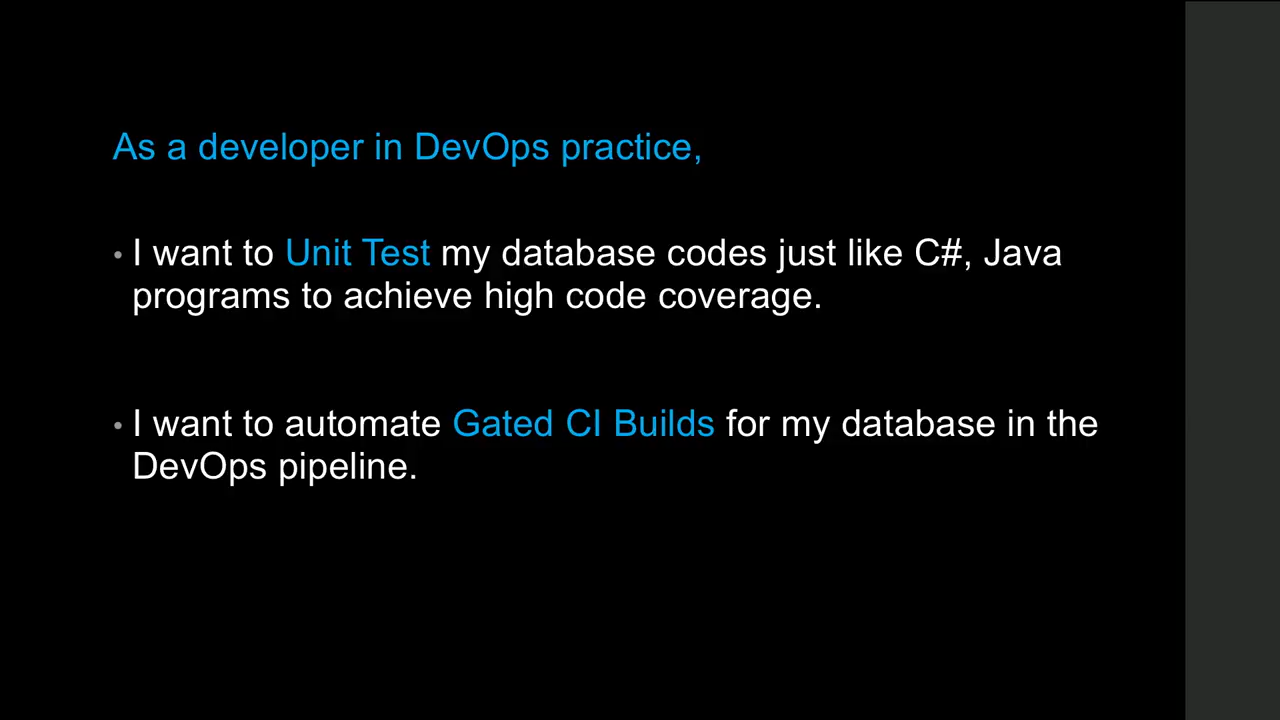 As a developer in DevOps practice,
• I want to Unit Test my database codes just like C#, Java
programs to achieve high code coverage.
• I want to automate Gated CI Builds for my database in the
DevOps pipeline.